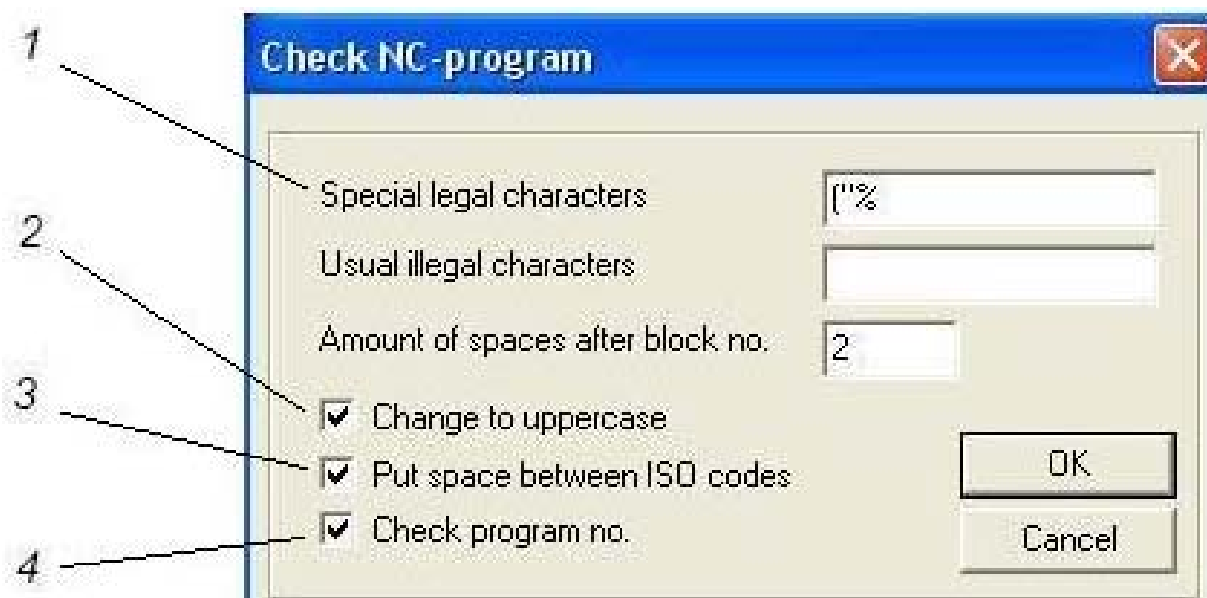 1
Check NC-program
Special legal characters ("%
2
Usual illegal characters
Amount of spaces after block no. 2
3
Change to uppercase
Put space between ISO codes OK
Check program no.
4
Cancel